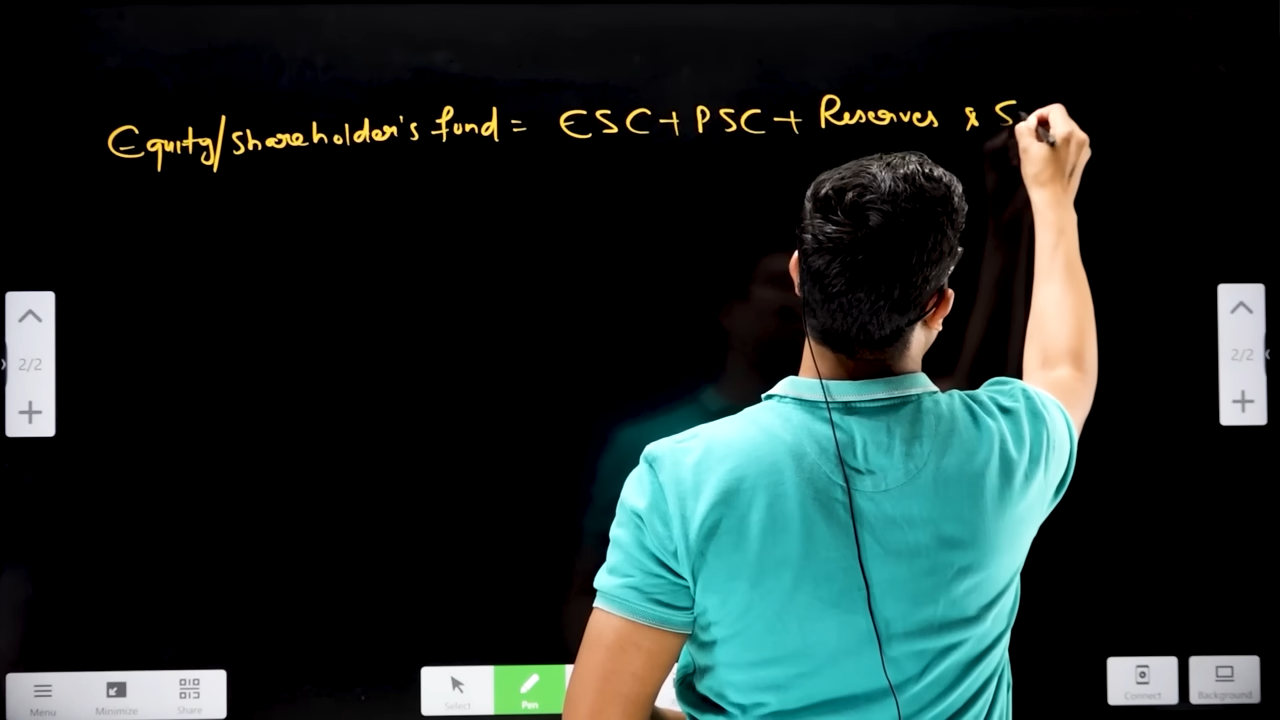 Equity/Shareholder's fund = ESC + PSC + Reserves & S
2/2
2/2
Menu
Minimize
Share
Select
Pen
Connect
Background